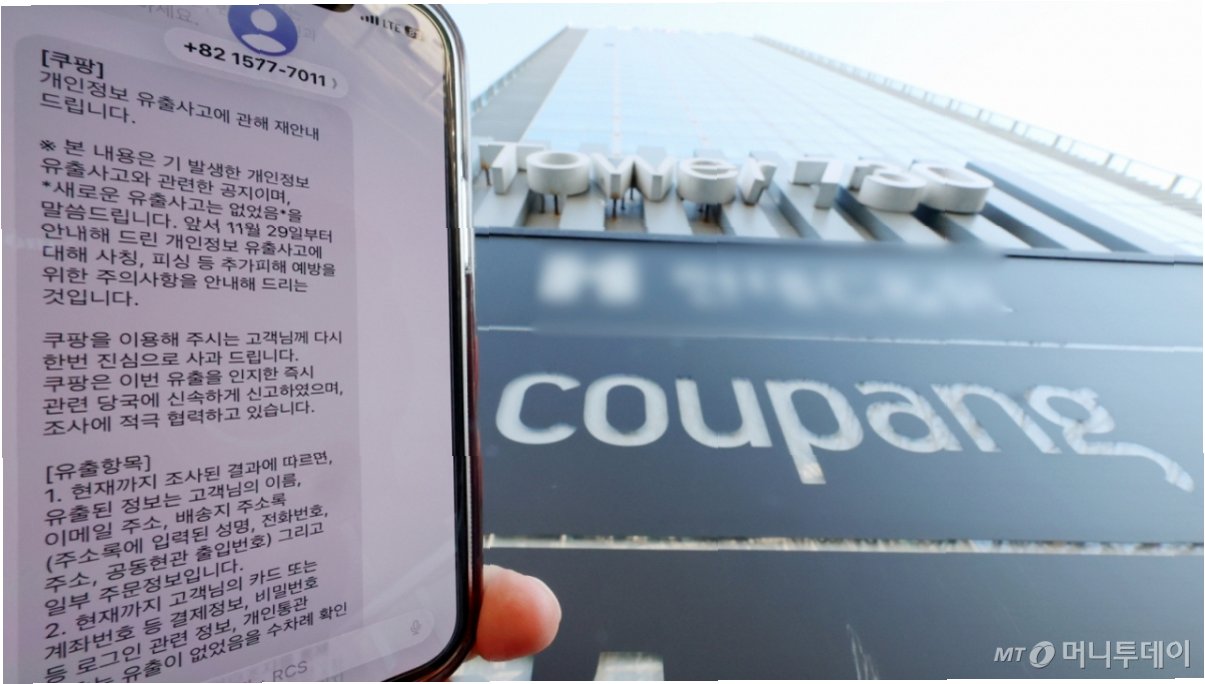 LTE
+82 1577-7011
[쿠팡]
개인정보 유출사고에 관해 재안내
드립니다.
※ 본 내용은 기 발생한 개인정보
유출사고와 관련한 공지이며,
*새로운 유출사고는 없었음*을
말씀드립니다. 앞서 11월 29일부터
안내해 드린 개인정보 유출사고에
대해 사칭, 피싱 등 추가피해 예방을
위한 주의사항을 안내해 드리는
것입니다.
쿠팡을 이용해 주시는 고객님께 다시
한번 진심으로 사과 드립니다.
쿠팡은 이번 유출을 인지한 즉시
관련 당국에 신속하게 신고하였으며,
조사에 적극 협력하고 있습니다.
[유출항목]
1. 현재까지 조사된 결과에 따르면,
유출된 정보는 고객님의 이름,
이메일 주소, 배송지 주소록
(주소록에 입력된 성명, 전화번호,
주소, 공동현관 출입번호) 그리고
일부 주문정보입니다.
2. 현재까지 고객님의 카드 또는
계좌번호 등 결제정보, 비밀번호
등 로그인 관련 정보, 개인통관
유출이 없었음을 수차례 확인
RCS
Tower 730
coupang
MT 머니투데이